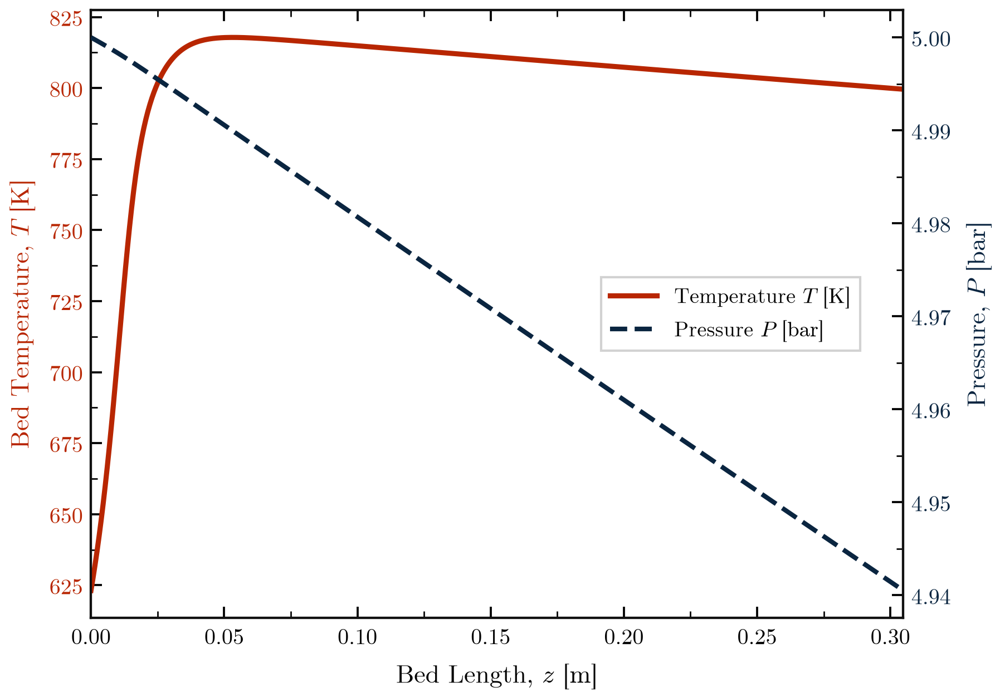 825
800
775
750
725
700
675
650
625
Bed Temperature, T [K]
5.00
4.99
4.98
4.97
4.96
4.95
4.94
Pressure, P [bar]
Temperature T [K]
Pressure P [bar]
0.00 0.05 0.10 0.15 0.20 0.25 0.30
Bed Length, z [m]